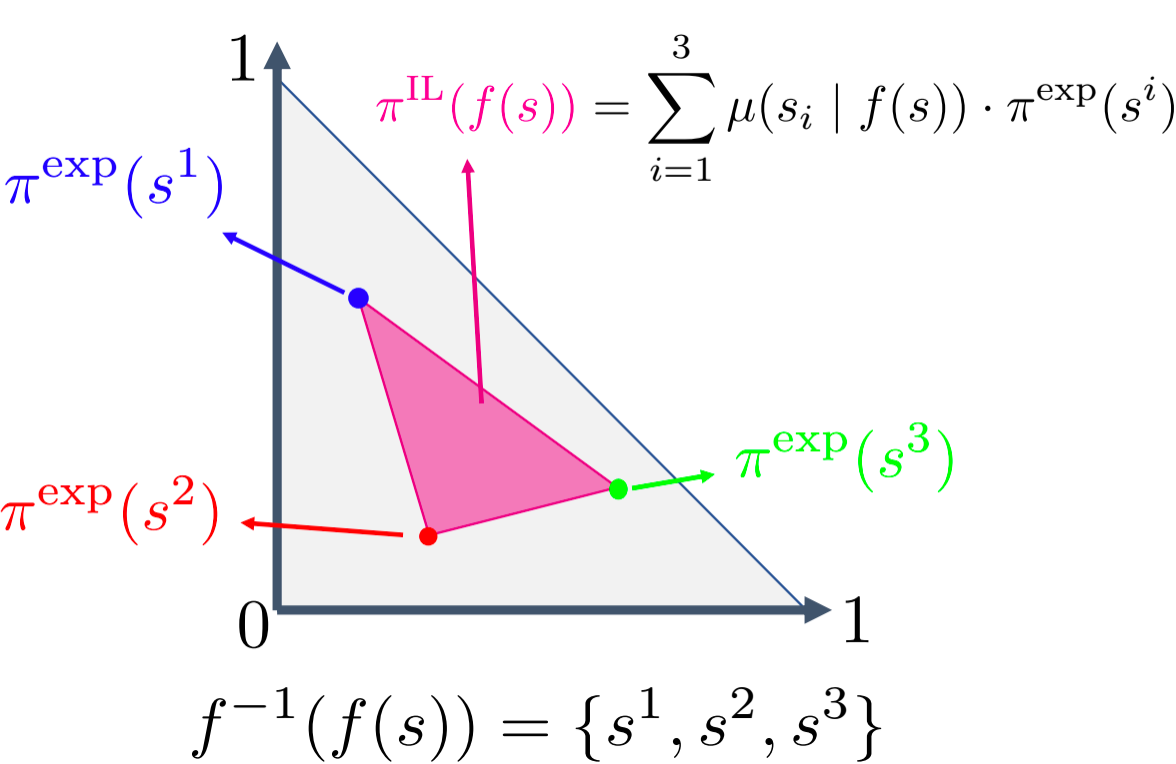 1
π^IL(f(s)) = ∑_{i=1}^{3} μ(s_i | f(s)) · π^exp(s^i)
π^exp(s^1)
π^exp(s^3)
π^exp(s^2)
0
1
f^{-1}(f(s)) = {s^1, s^2, s^3}